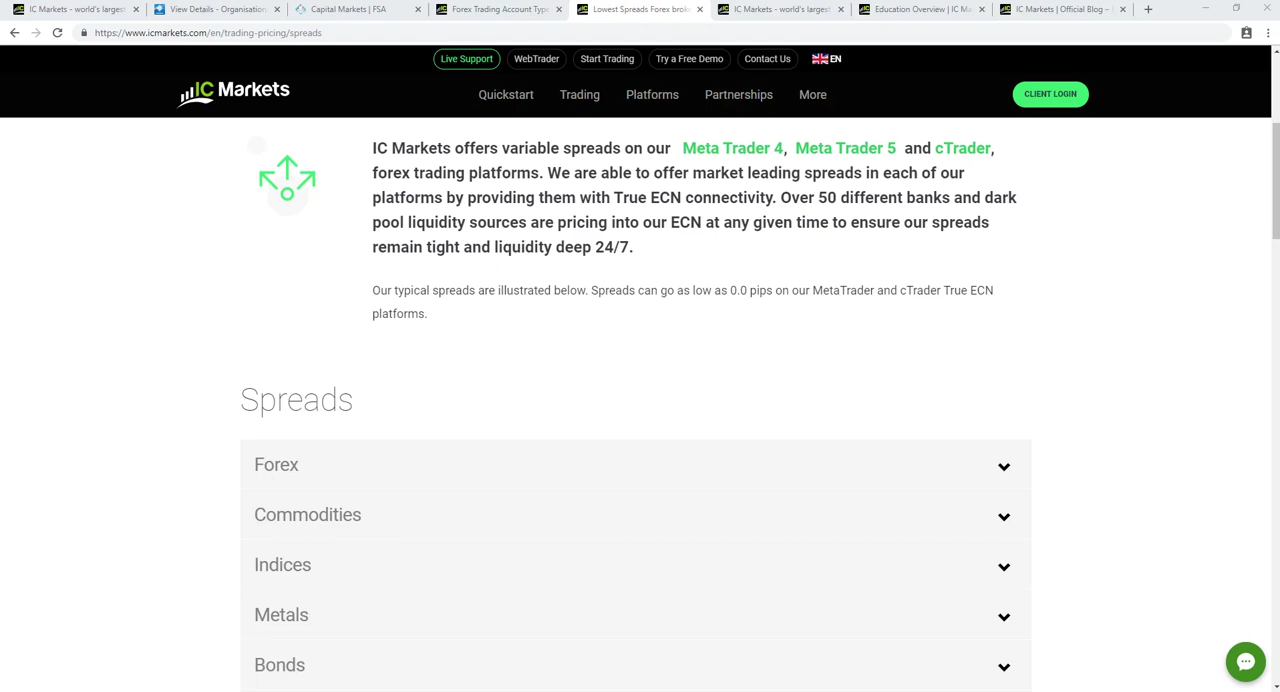 IC Markets - world's largest
View Details - Organisation
Capital Markets | FSA
Forex Trading Account Type
Lowest Spreads Forex broke
IC Markets - world's largest
Education Overview | IC Ma
IC Markets | Official Blog –
https://www.icmarkets.com/en/trading-pricing/spreads
Live Support
WebTrader
Start Trading
Try a Free Demo
Contact Us
EN
IC Markets
Quickstart
Trading
Platforms
Partnerships
More
CLIENT LOGIN
IC Markets offers variable spreads on our Meta Trader 4, Meta Trader 5 and cTrader,
forex trading platforms. We are able to offer market leading spreads in each of our
platforms by providing them with True ECN connectivity. Over 50 different banks and dark
pool liquidity sources are pricing into our ECN at any given time to ensure our spreads
remain tight and liquidity deep 24/7.
Our typical spreads are illustrated below. Spreads can go as low as 0.0 pips on our MetaTrader and cTrader True ECN
platforms.
Spreads
Forex
Commodities
Indices
Metals
Bonds